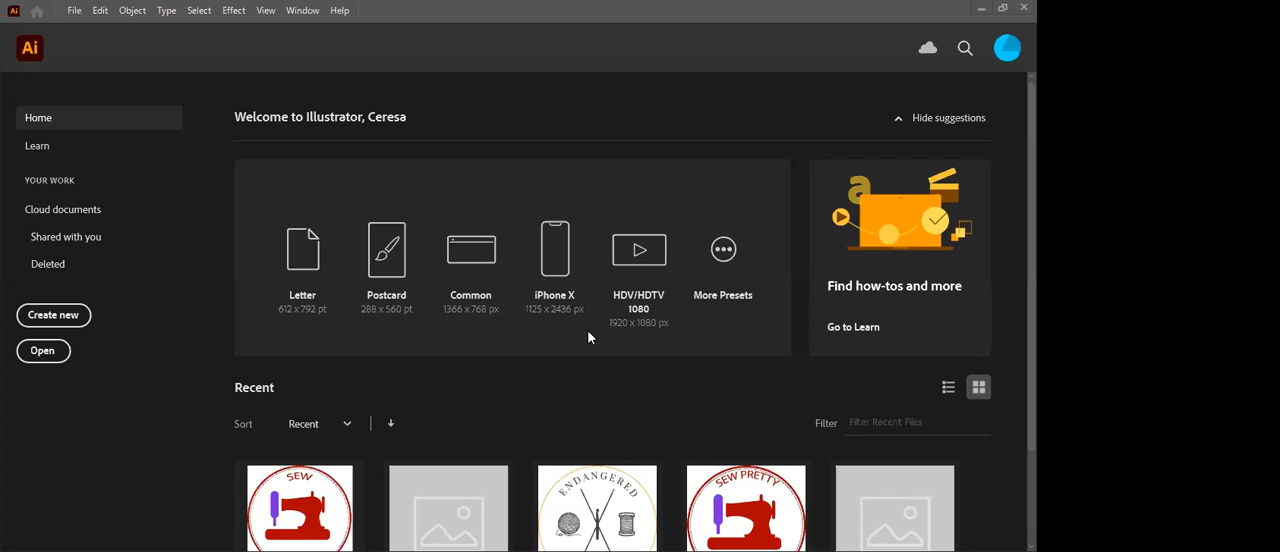 Ai File Edit Object Type Select Effect View Window Help
Ai
Home
Learn
YOUR WORK
Cloud documents
Shared with you
Deleted
Create new
Open
Welcome to Illustrator, Ceresa
Hide suggestions
Letter
612 x 792 pt
Postcard
288 x 560 pt
Common
1366 x 768 px
iPhone X
1125 x 2436 px
HDV/HDTV
1080
1920 x 1080 px
More Presets
a
Find how-tos and more
Go to Learn
Recent
Sort Recent
Filter Filter Recent Files
SEW
ENDANGERED
SEW PRETTY